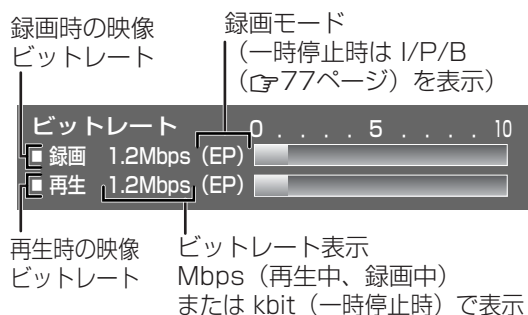 録画時の映像
ビットレート
録画モード
(一時停止時は I/P/B
(☞77ページ)を表示)
ビットレート 0 . . . . 5 . . . . 10
録画 1.2Mbps (EP)
再生 1.2Mbps (EP)
再生時の映像
ビットレート
ビットレート表示
Mbps(再生中、録画中)
または kbit(一時停止時)で表示